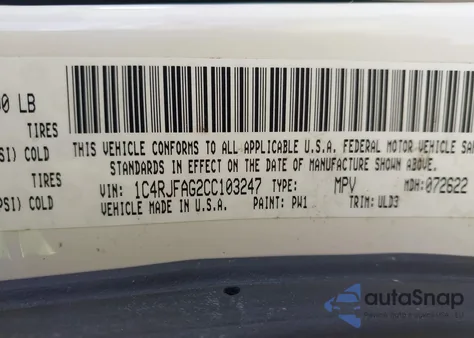 0 LB
TIRES
SI) COLD
TIRES
PSI) COLD
THIS VEHICLE CONFORMS TO ALL APPLICABLE U.S.A. FEDERAL MOTOR VEHICLE SA
STANDARDS IN EFFECT ON THE DATE OF MANUFACTURE SHOWN ABOVE.
VIN: 1C4RJFAG2CC103247 TYPE: MPV MDH: 072622
VEHICLE MADE IN U.S.A. PAINT: PW1 TRIM: ULD3
autoSnap